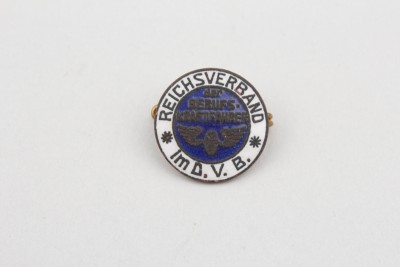 REICHSVERBAND
der
BERUFS-
KRAFTFAHRER
im D. V. B.